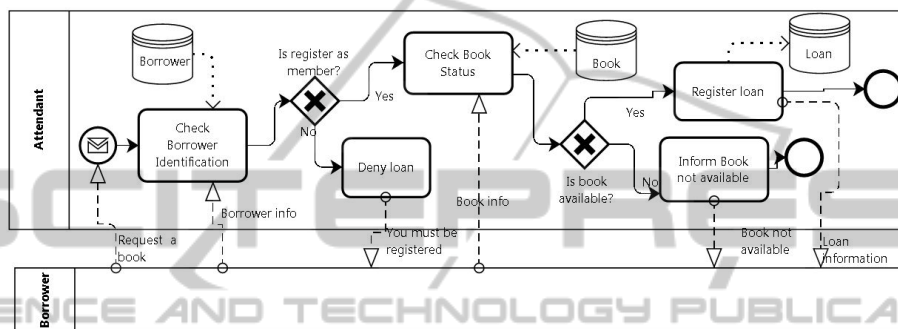 Attendant
Borrower
Is register as
member?
Check Book
Status
Book
Loan
Yes
No
Check
Borrower
Identification
Register loan
Yes
Deny loan
Is book
available?
No
Inform Book
not available
Borrower info
Book info
Request a
book
You must be
registered
Book not
available
Loan
information
Borrower
SCITEPRESS
SCIENCE AND TECHNOLOGY PUBLICA